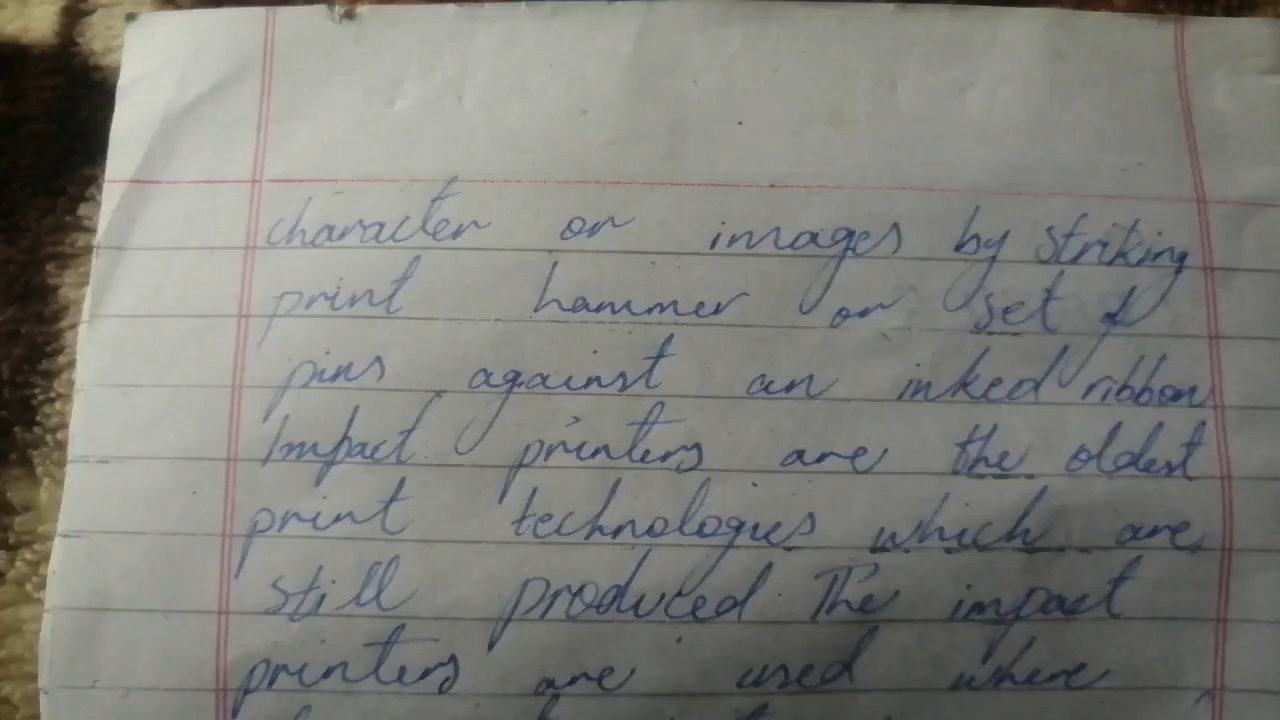 character or images by striking
print hammer or set of
pins against an inked ribbon
Impact printers are the oldest
print technologies which are
still produced. The impact
printers are used where